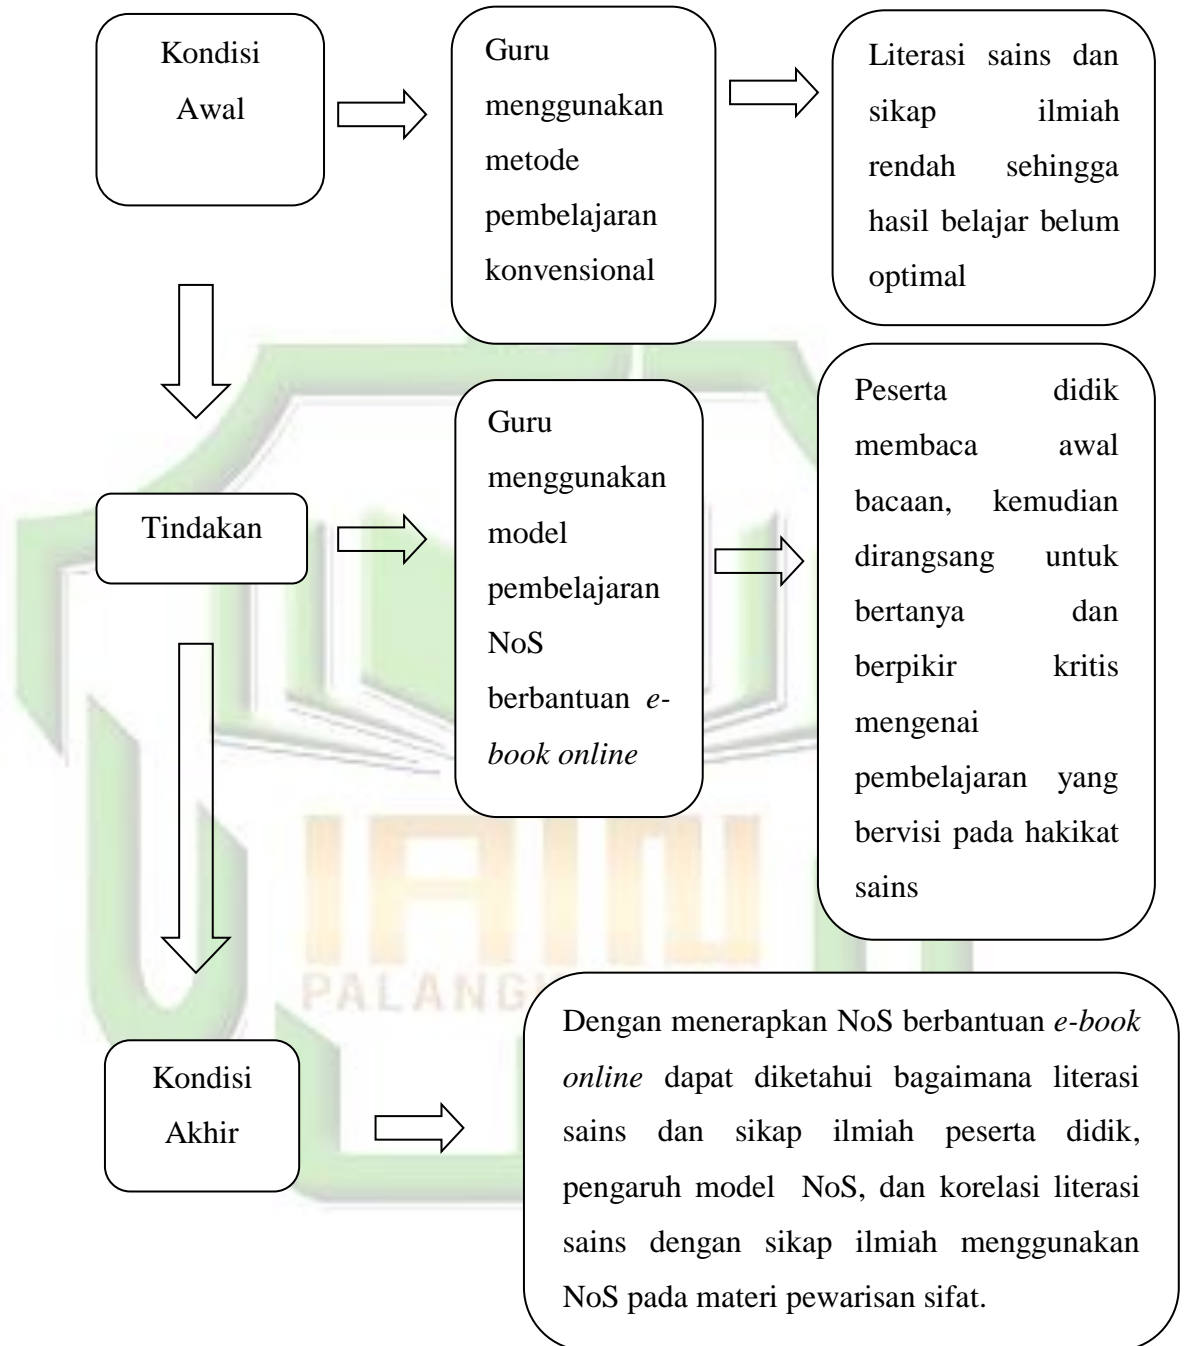 Kondisi
Awal
Guru
menggunakan
metode
pembelajaran
konvensional
Literasi sains dan
sikap ilmiah
rendah sehingga
hasil belajar belum
optimal
Tindakan
Guru
menggunakan
model
pembelajaran
NoS
berbantuan e-
book online
Peserta didik
membaca awal
bacaan, kemudian
dirangsang untuk
bertanya dan
berpikir kritis
mengenai
pembelajaran yang
bervisi pada hakikat
sains
IAIN
PALANG
Kondisi
Akhir
Dengan menerapkan NoS berbantuan e-book
online dapat diketahui bagaimana literasi
sains dan sikap ilmiah peserta didik,
pengaruh model NoS, dan korelasi literasi
sains dengan sikap ilmiah menggunakan
NoS pada materi pewarisan sifat.